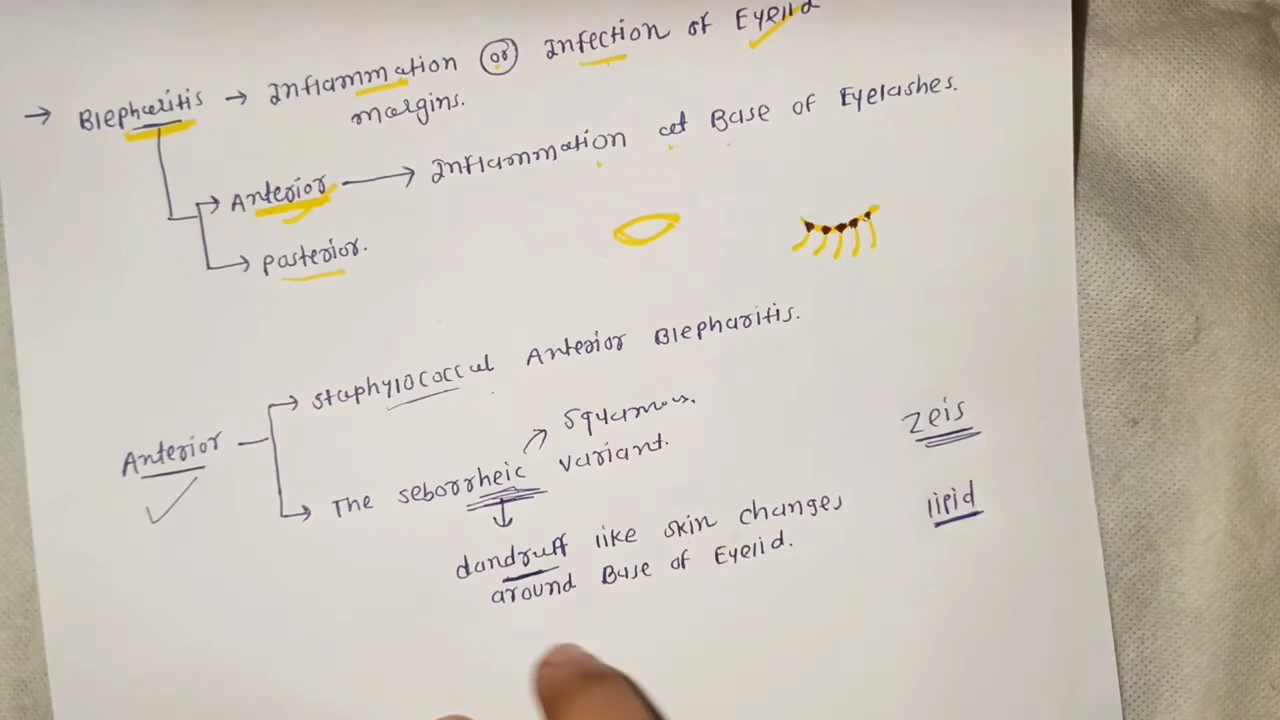 → Blepharitis → Inflammation (or) Infection of Eyelid
margins.
→ Anterior → Inflammation at Base of Eyelashes.
→ posterior.
Anterior
→ Staphylococcal Anterior Blepharitis.
→ Squamous.
→ The seborrheic variant.
Zeis
↓ dandruff like skin changes
around Base of Eyelid.
lipid